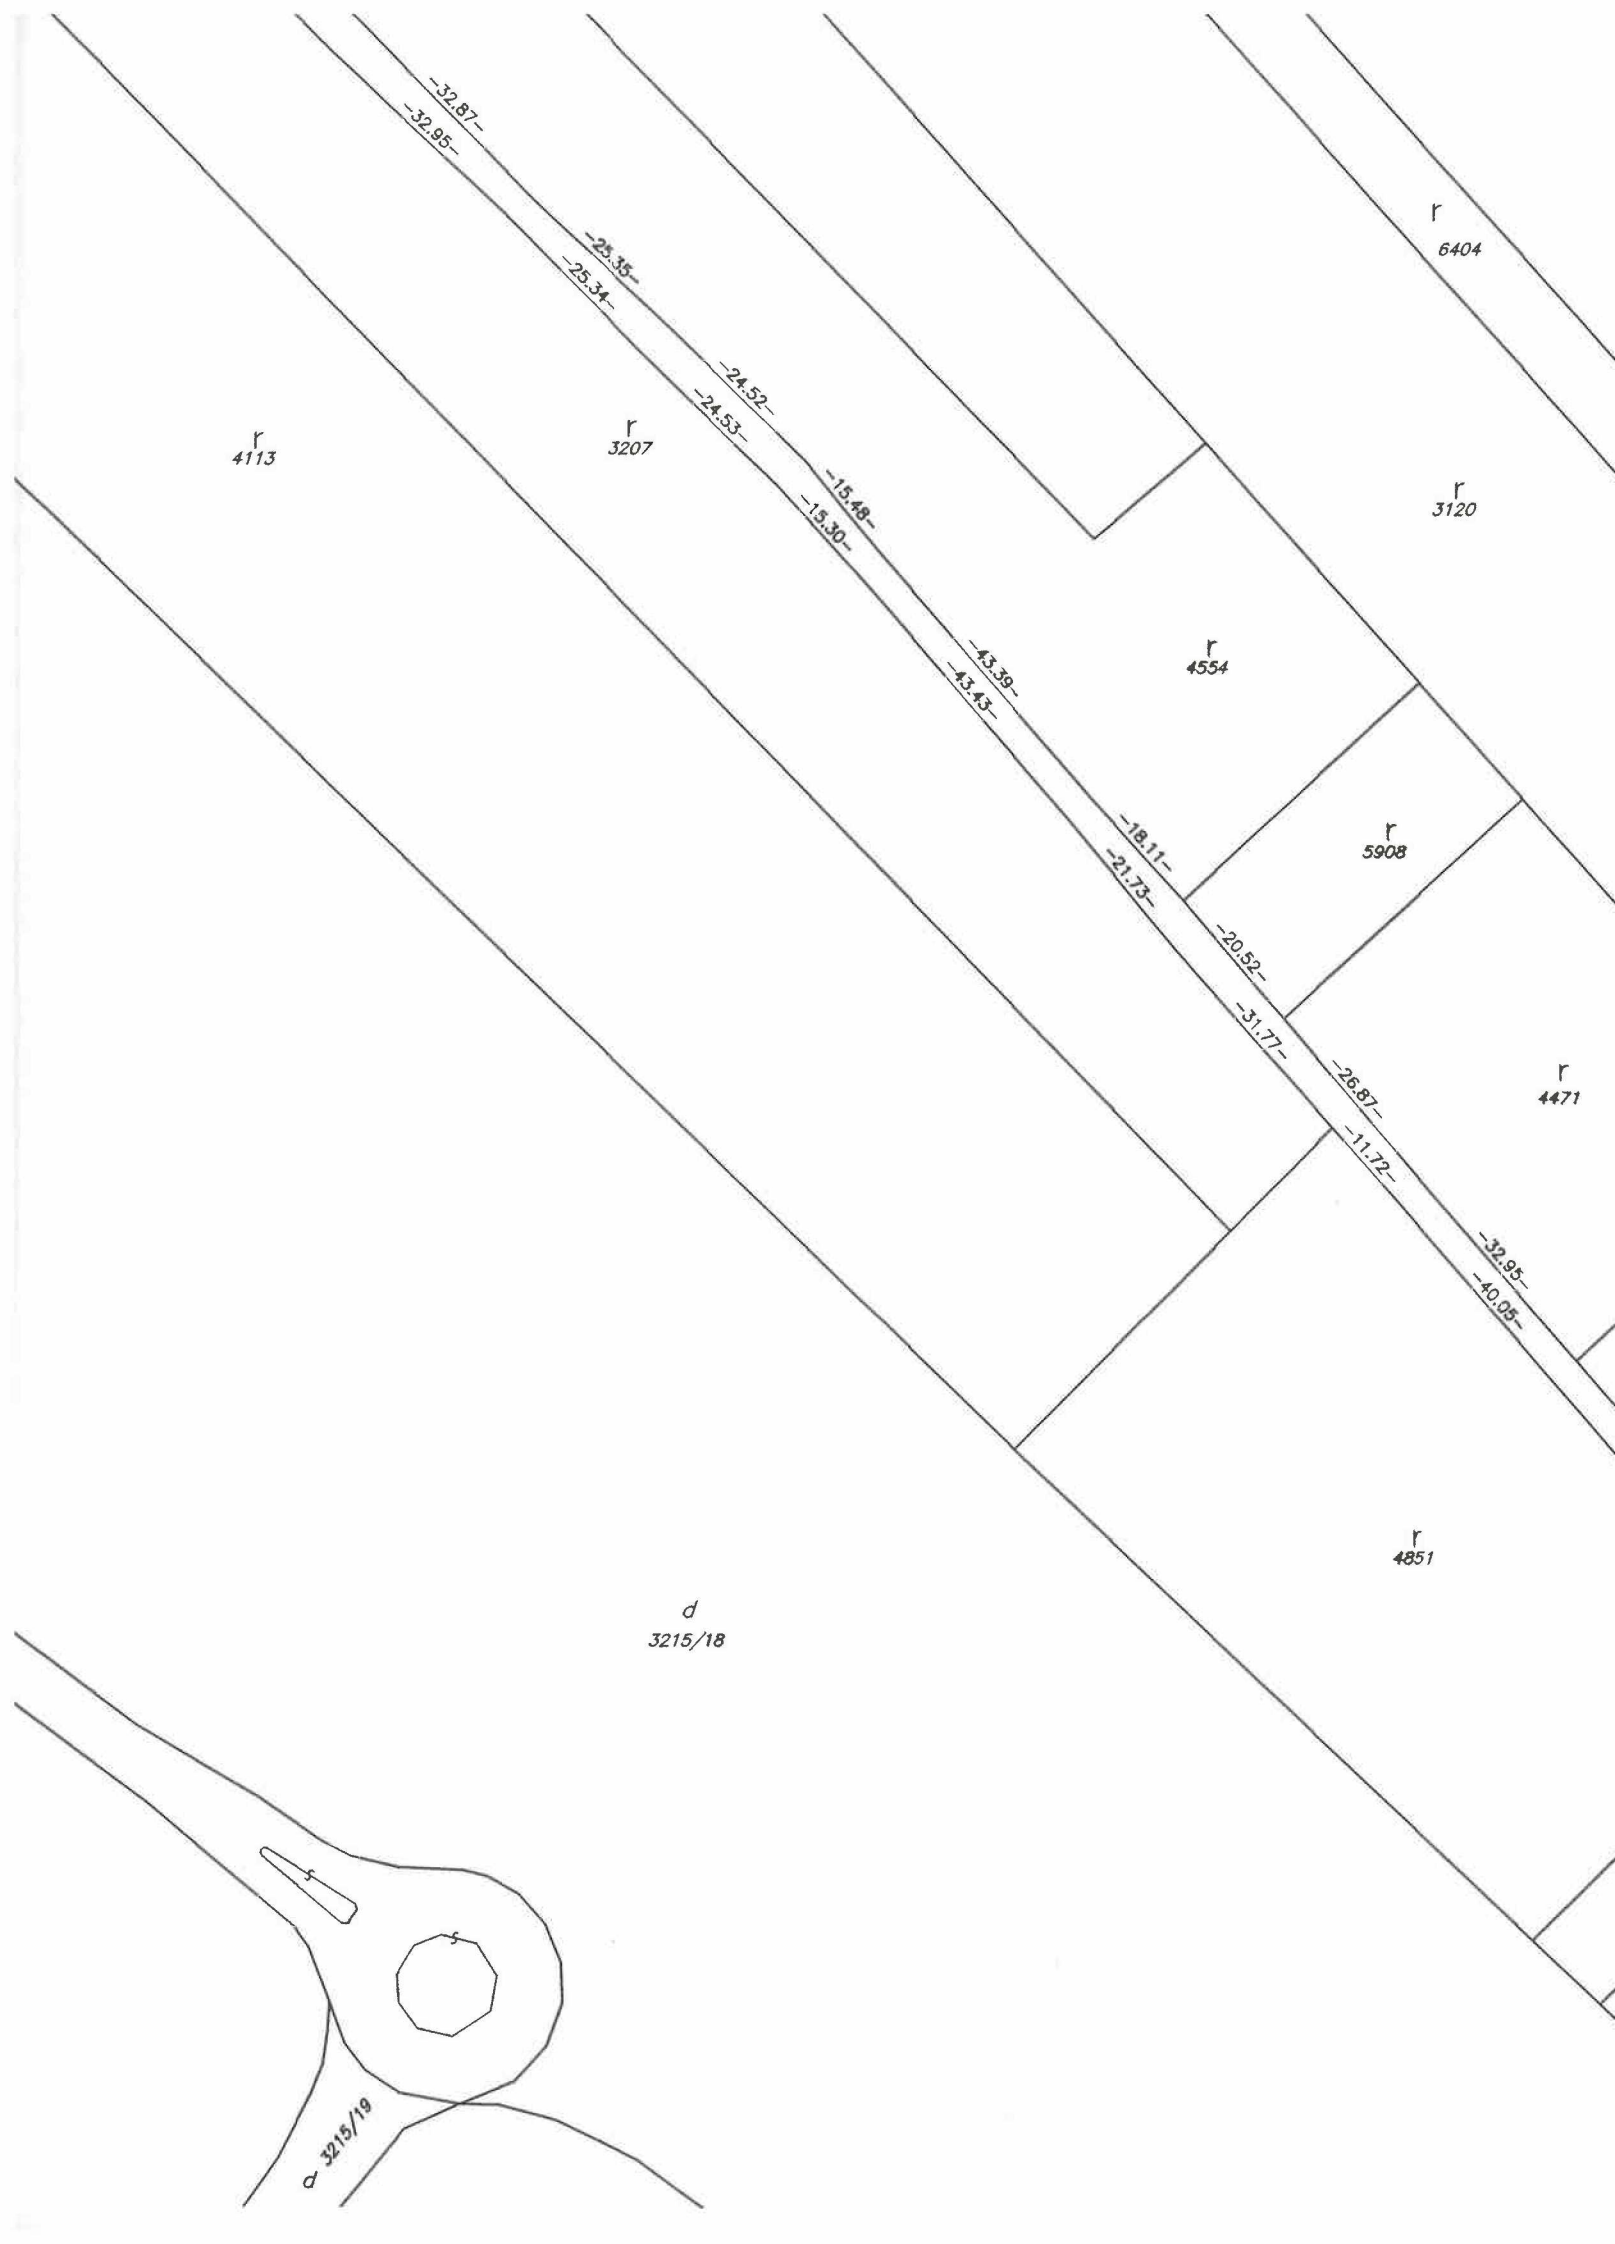 -32.87-
-32.95-
r
6404
-25.35-
-25.34-
-24.52-
-24.53-
r
4113
r
3207
-15.48-
-15.30-
r
3120
r
4554
-43.39-
-43.43-
-18.11-
-21.73-
r
5908
-20.52-
-31.77-
-26.87-
-11.72-
r
4471
-32.95-
-40.05-
r
4851
d
3215/18
d 3215/19